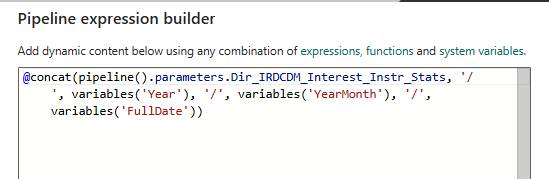 Pipeline expression builder
Add dynamic content below using any combination of expressions, functions and system variables.
@concat(pipeline().parameters.Dir_IRDCDM_Interest_Instr_Stats, '/
', variables('Year'), '/', variables('YearMonth'), '/',
variables('FullDate'))